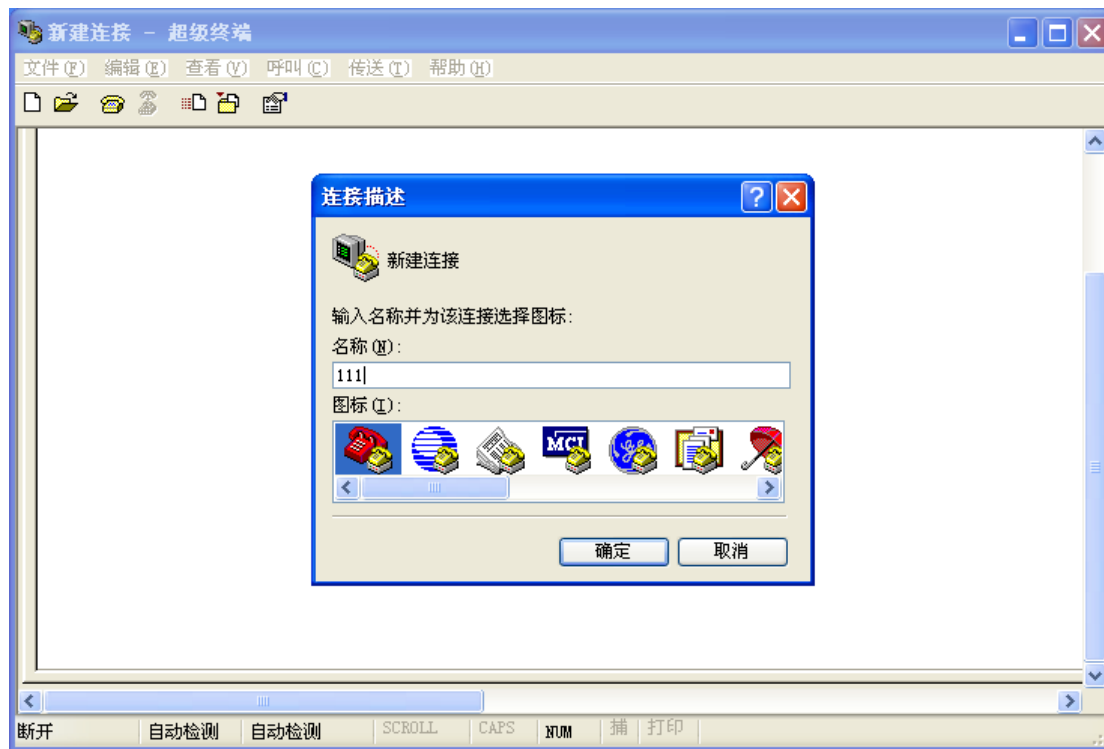 新建连接 - 超级终端
文件(F) 编辑(E) 查看(V) 呼叫(C) 传送(T) 帮助(H)
连接描述
新建连接
输入名称并为该连接选择图标:
名称(N):
111
图标(I):
MCI
确定 取消
断开 自动检测 自动检测 SCROLL CAPS NUM 捕 打印